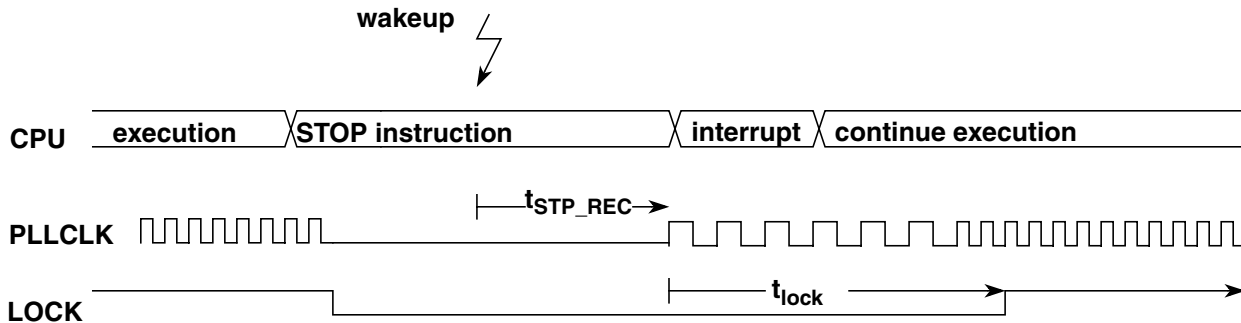 wakeup
CPU execution STOP instruction interrupt continue execution
tSTP_REC
PLLCLK
tlock
LOCK